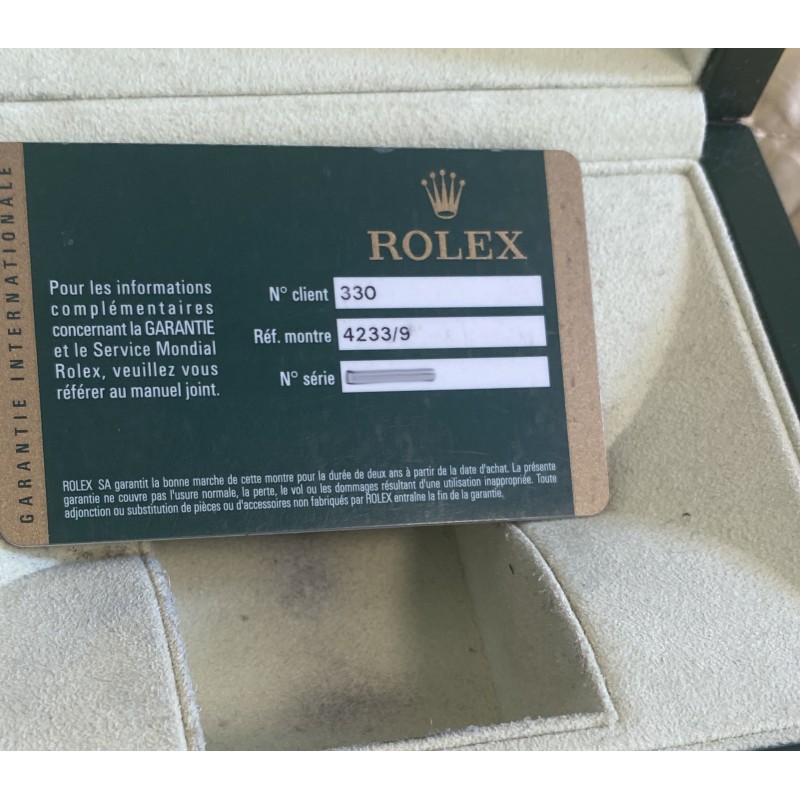 GARANTIE INTERNATIONALE
ROLEX
Pour les informations
complémentaires
concernant la GARANTIE
et le Service Mondial
Rolex, veuillez vous
référer au manuel joint.
N° client 330
Réf. montre 4233/9
N° série
ROLEX SA garantit la bonne marche de cette montre pour la durée de deux ans à partir de la date d'achat. La présente
garantie ne couvre pas l'usure normale, la perte, le vol ou les dommages résultant d'une utilisation inappropriée. Toute
adjonction ou substitution de pièces ou d'accessoires non fabriqués par ROLEX entraîne la fin de la garantie.